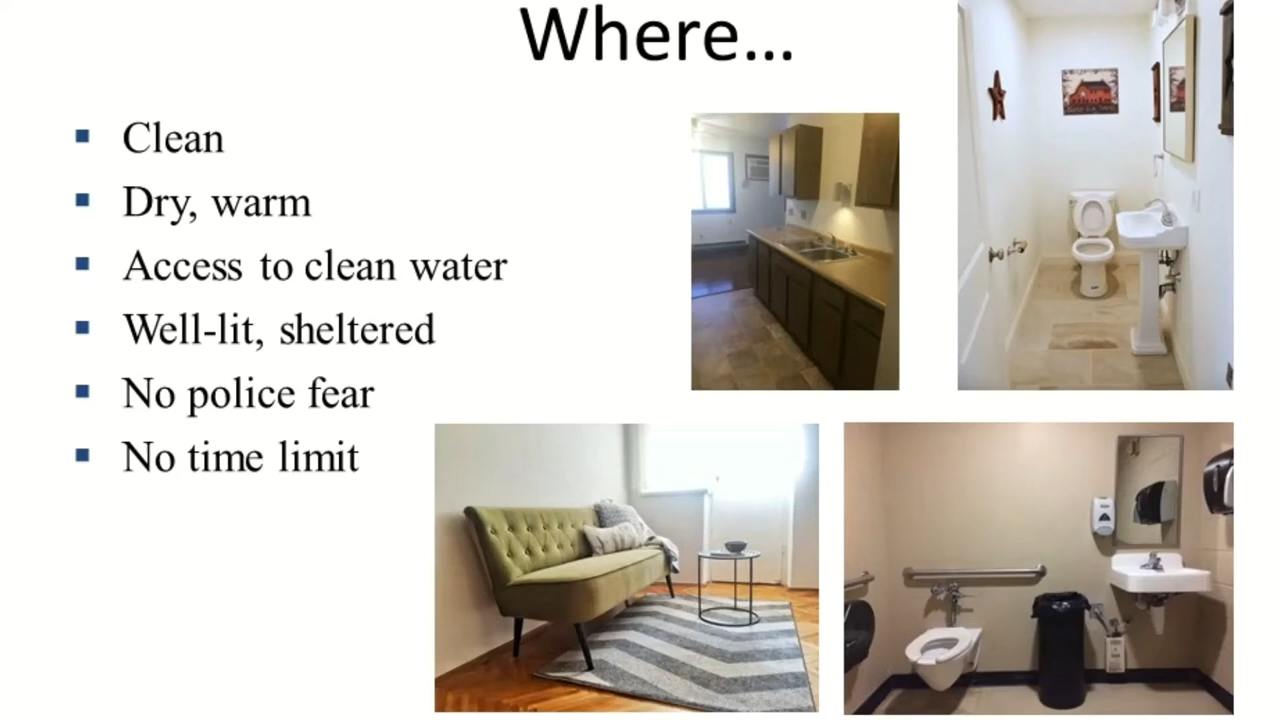 Where...
Clean
Dry, warm
Access to clean water
Well-lit, sheltered
No police fear
No time limit